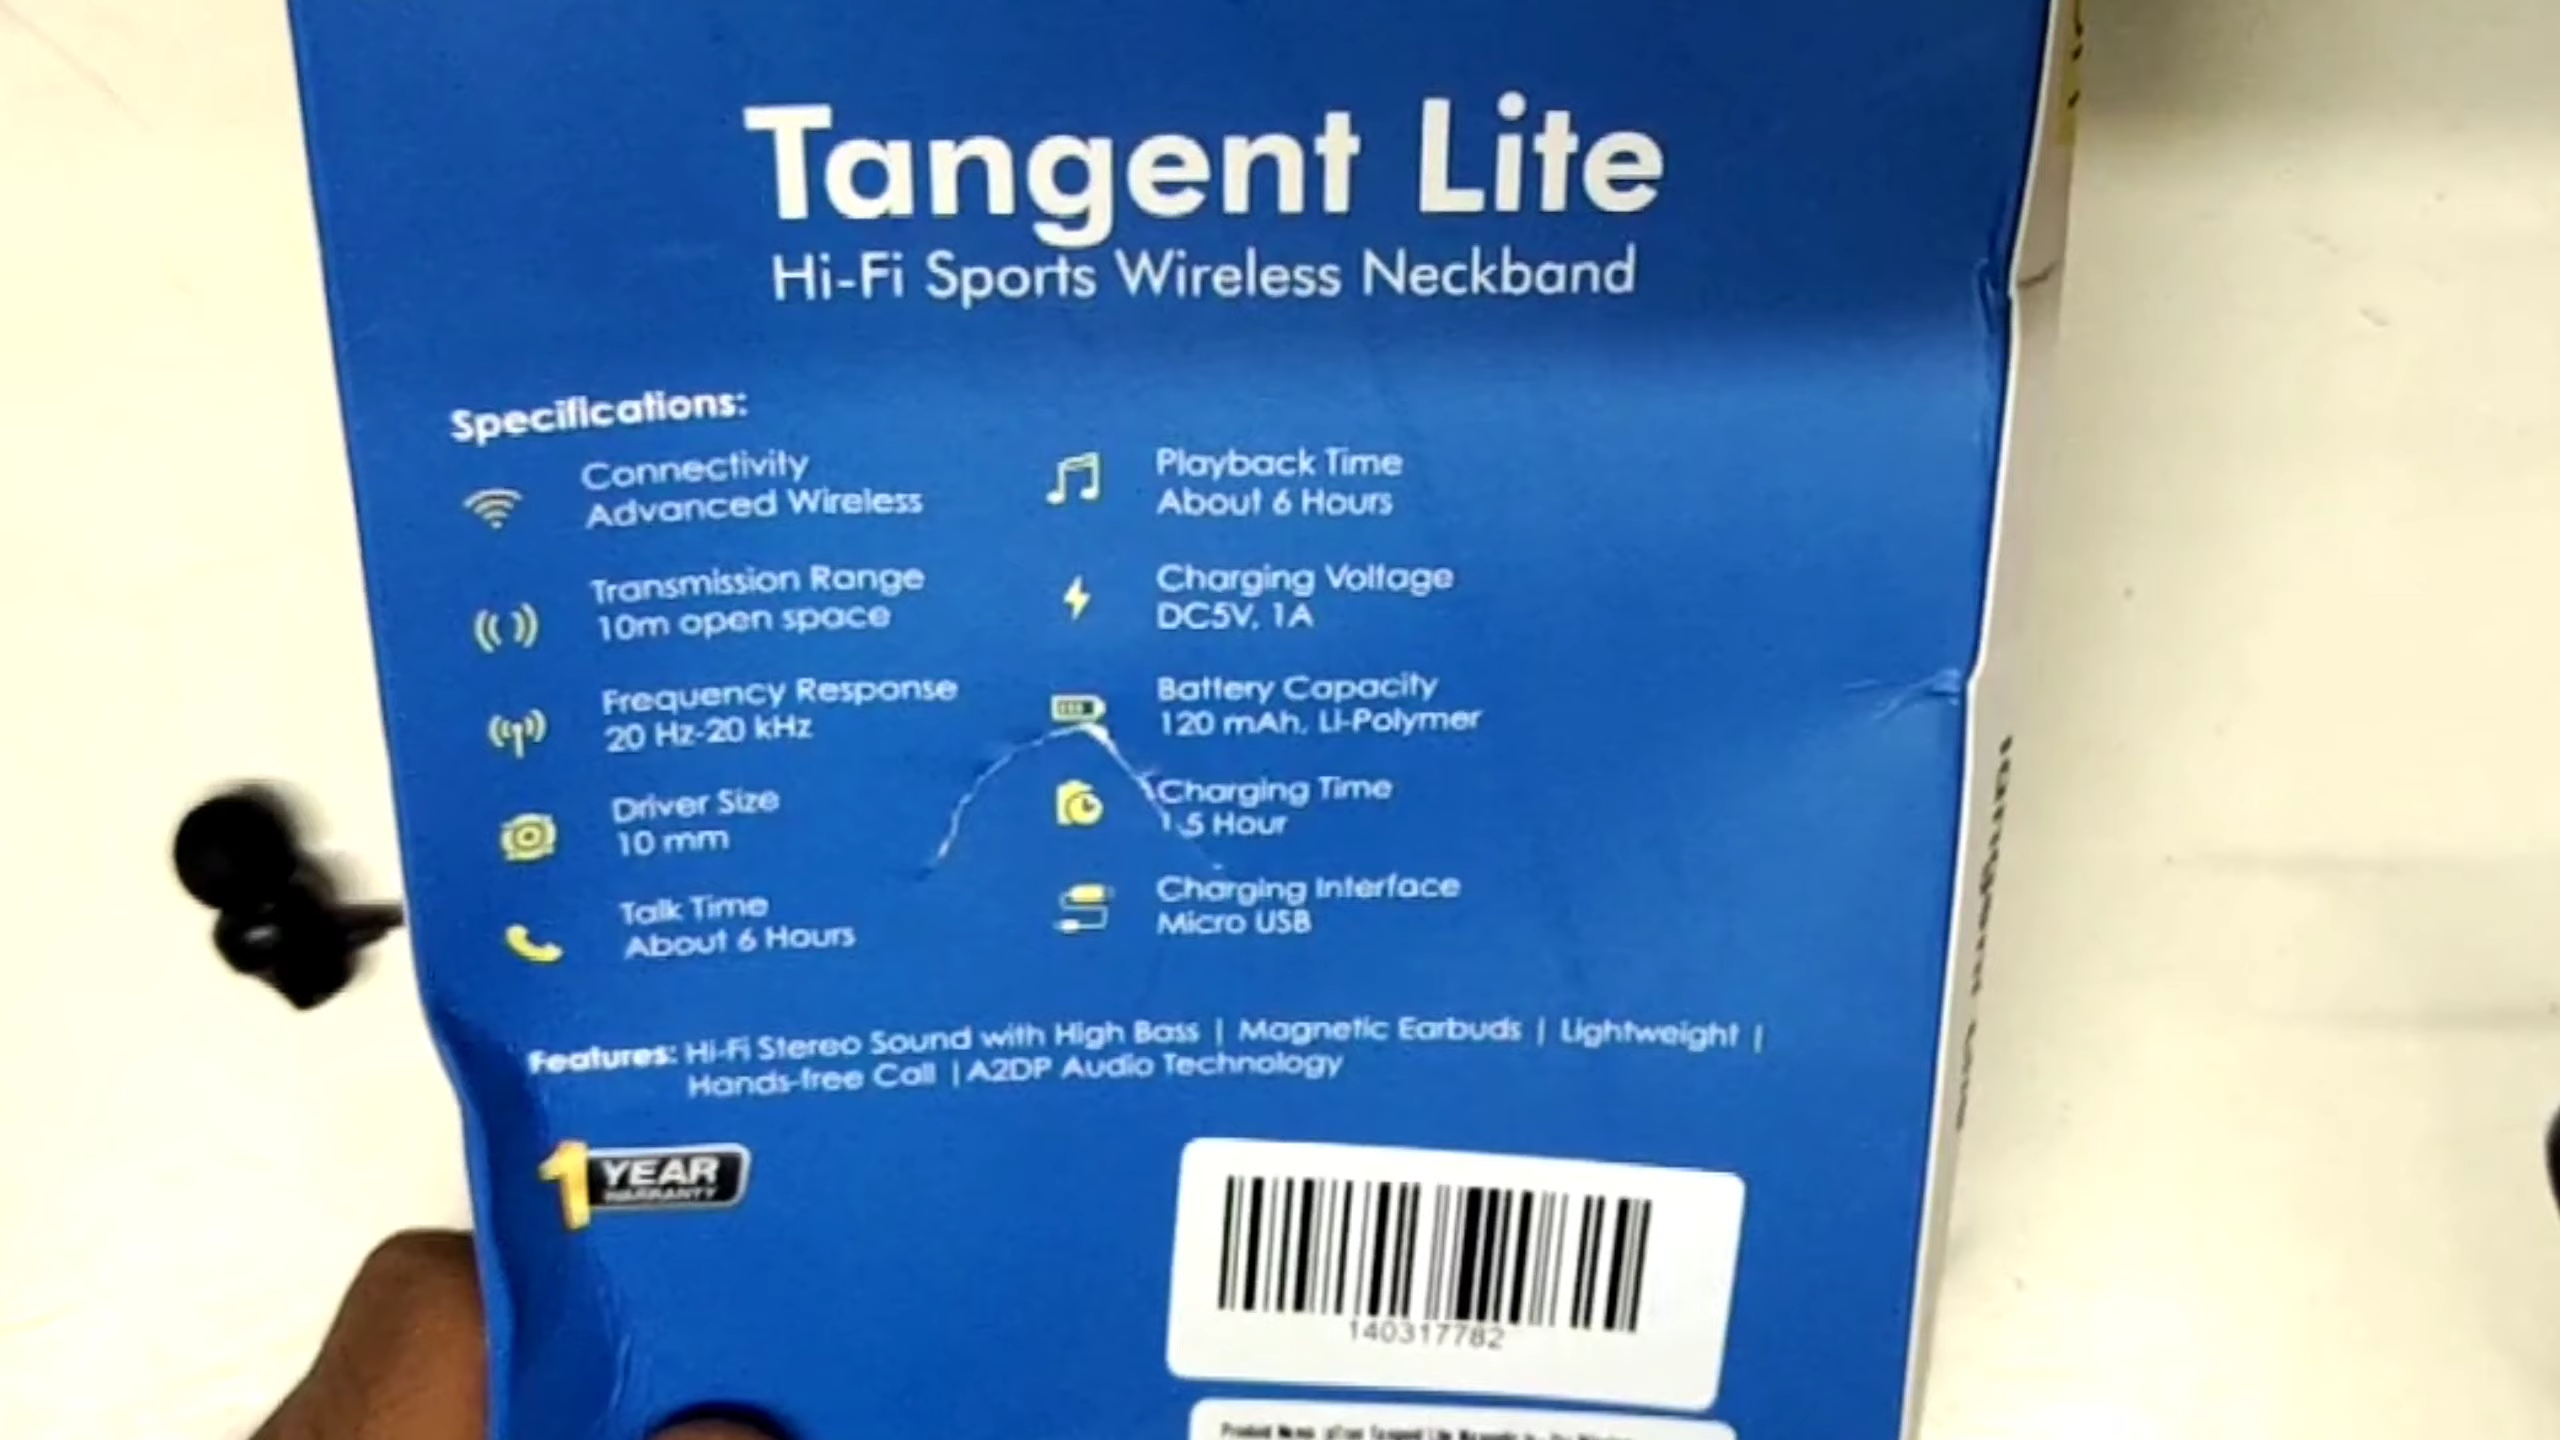 Tangent Lite
Hi-Fi Sports Wireless Neckband
Specifications:
Connectivity
Advanced Wireless
Transmission Range
10m open space
Frequency Response
20 Hz-20 kHz
Driver Size
10 mm
Talk Time
About 6 Hours
Playback Time
About 6 Hours
Charging Voltage
DC5V, 1A
Battery Capacity
120 mAh, Li-Polymer
Charging Time
1.5 Hour
Charging Interface
Micro USB
Features: Hi-Fi Stereo Sound with High Bass | Magnetic Earbuds | Lightweight |
Hands-free Call | A2DP Audio Technology
1 YEAR
WARRANTY
140317782
Product Name Tangent Lite